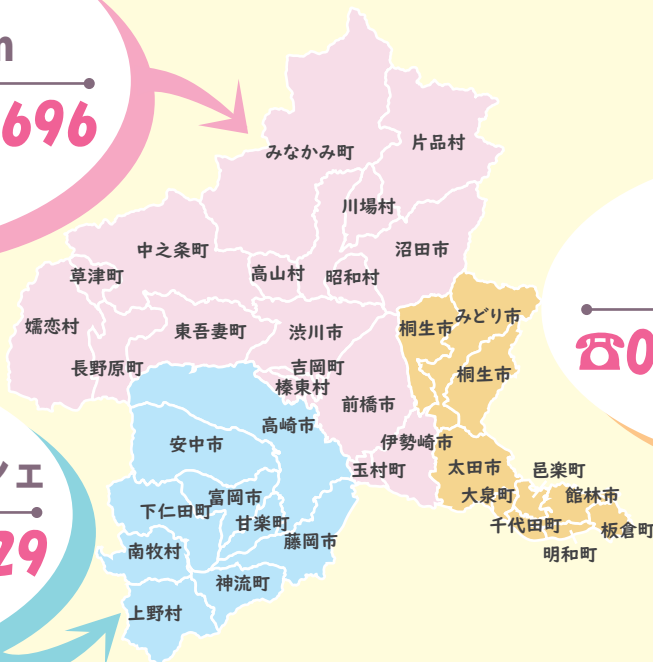 m
696
みなかみ町
片品村
川場村
中之条町
沼田市
草津町
高山村
昭和村
嬬恋村
東吾妻町
渋川市
桐生市
みどり市
☎0
長野原町
吉岡町
桐生市
榛東村
前橋市
高崎市
安中市
伊勢崎市
玉村町
太田市
邑楽町
ノエ
大泉町
館林市
下仁田町
富岡市
甘楽町
千代田町
板倉町
29
南牧村
藤岡市
明和町
神流町
上野村